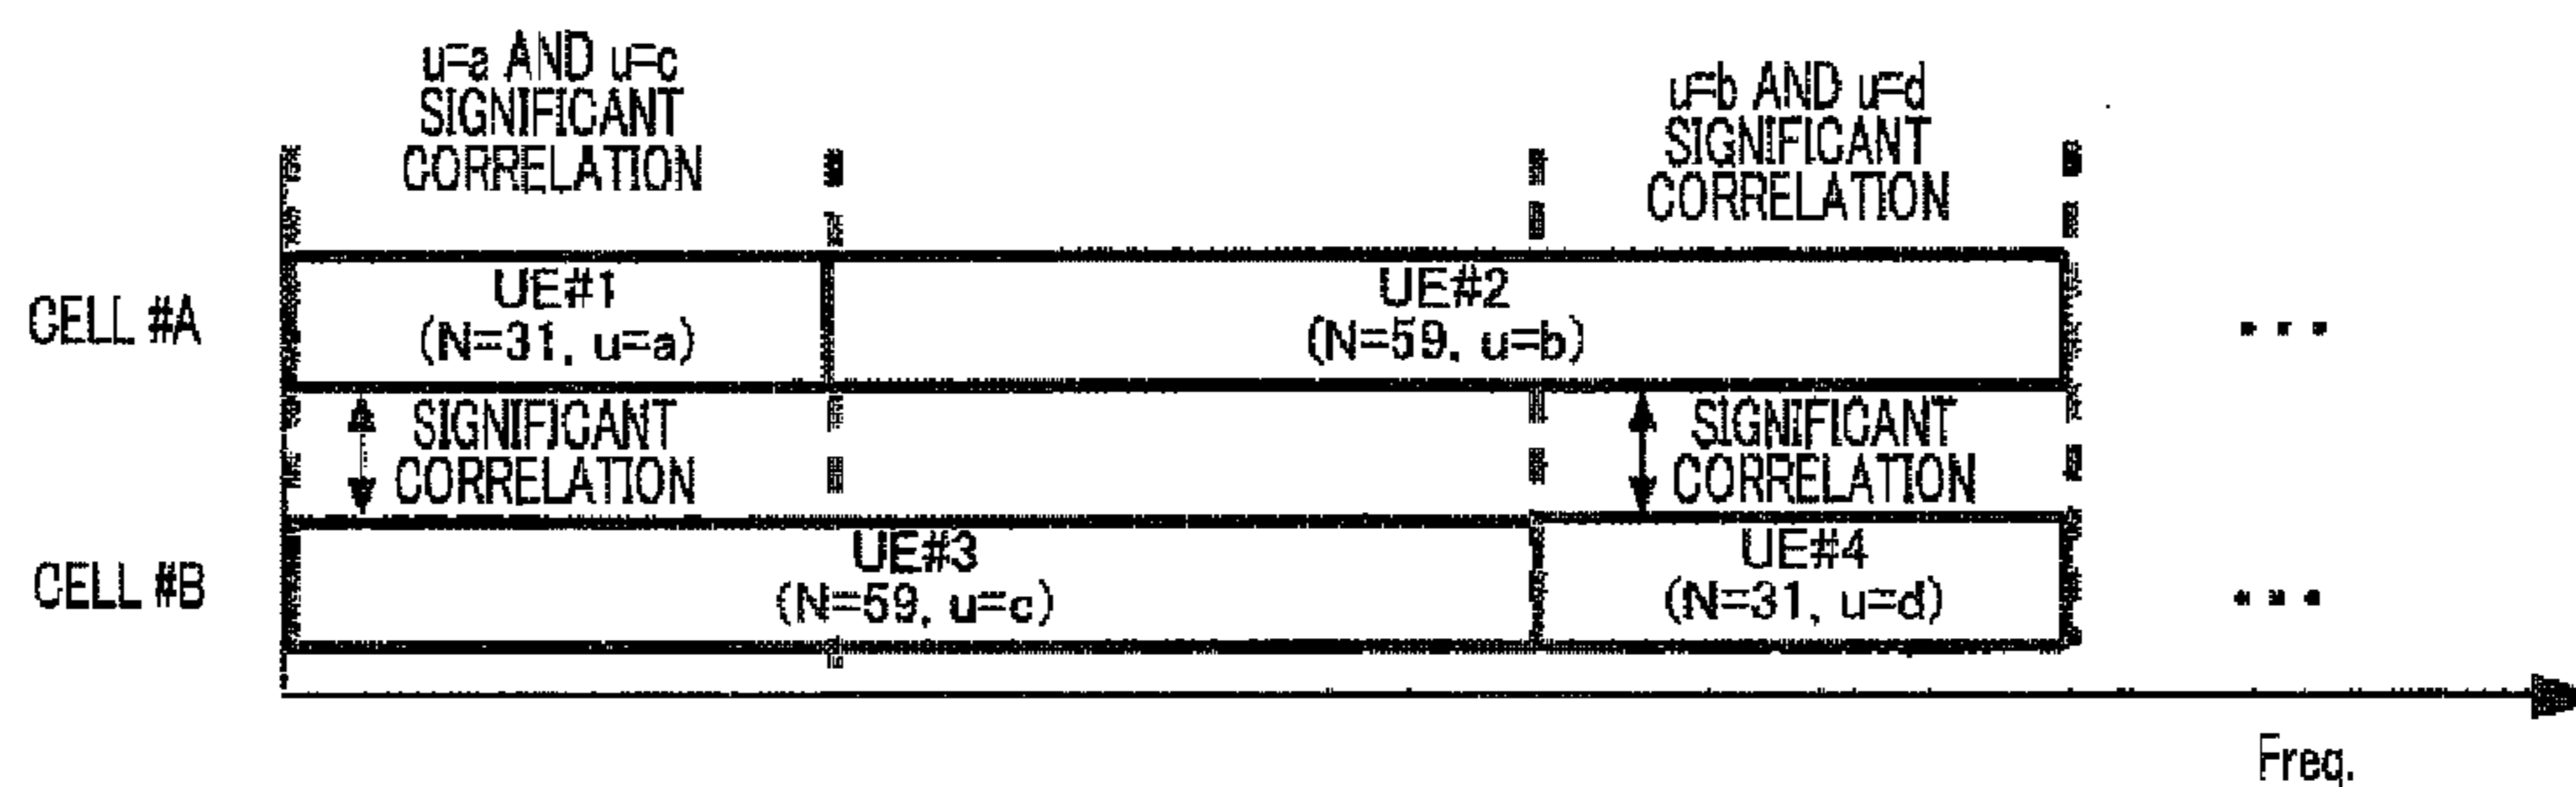 u=a AND u=c
SIGNIFICANT
CORRELATION
u=b AND u=d
SIGNIFICANT
CORRELATION
CELL #A
UE#1
(N=31, u=a)
UE#2
(N=59, u=b)
...
SIGNIFICANT
CORRELATION
SIGNIFICANT
CORRELATION
CELL #B
UE#3
(N=59, u=c)
UE#4
(N=31, u=d)
...
Freq.